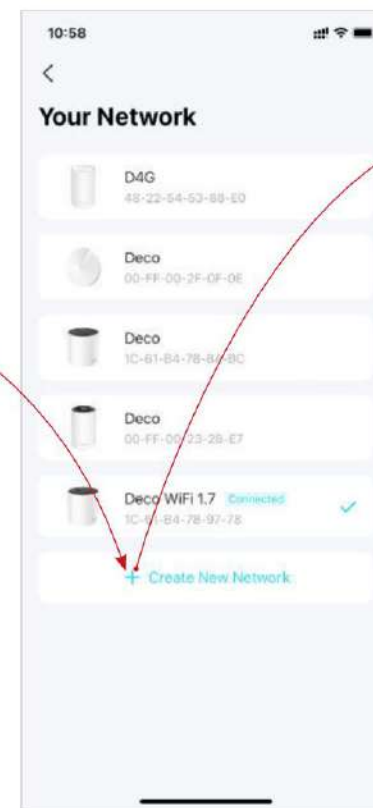 10:58
Your Network
D4G
48-22-54-53-68-E0
Deco
00-FF-00-2F-0F-0E
Deco
1C-61-B4-78-84-BC
Deco
00-FF-00-23-28-E7
Deco WiFi 1.7 Connected
1C-61-B4-78-97-78
+ Create New Network